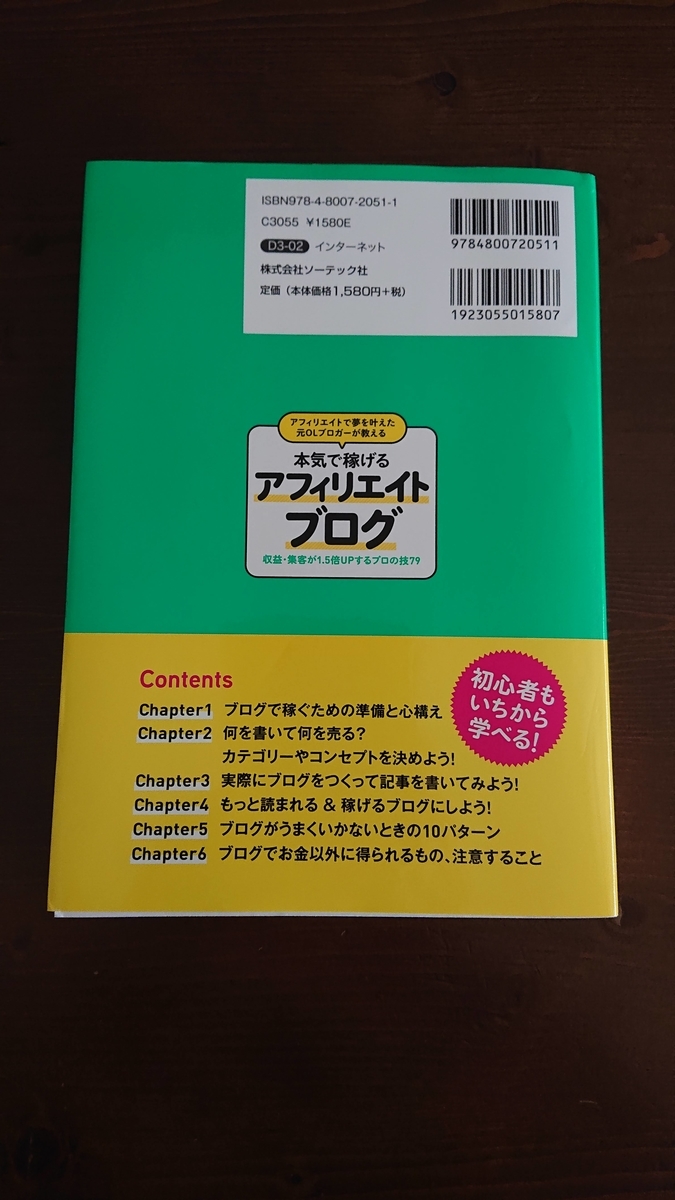 ISBN978-4-8007-2051-1
C3055 ¥1580E
D3-02 インターネット
株式会社ソーテック社
定価（本体価格1,580円+税）
9784800720511
1923055015807
アフィリエイトで夢を叶えた
元OLブロガーが教える
本気で稼げる
アフィリエイト
ブログ
収益・集客が1.5倍UPするプロの技79
Contents
初心者も
いちから
学べる!
Chapter1 ブログで稼ぐための準備と心構え
Chapter2 何を書いて何を売る?
カテゴリーやコンセプトを決めよう!
Chapter3 実際にブログをつくって記事を書いてみよう!
Chapter4 もっと読まれる & 稼げるブログにしよう!
Chapter5 ブログがうまくいかないときの10パターン
Chapter6 ブログでお金以外に得られるもの、注意すること